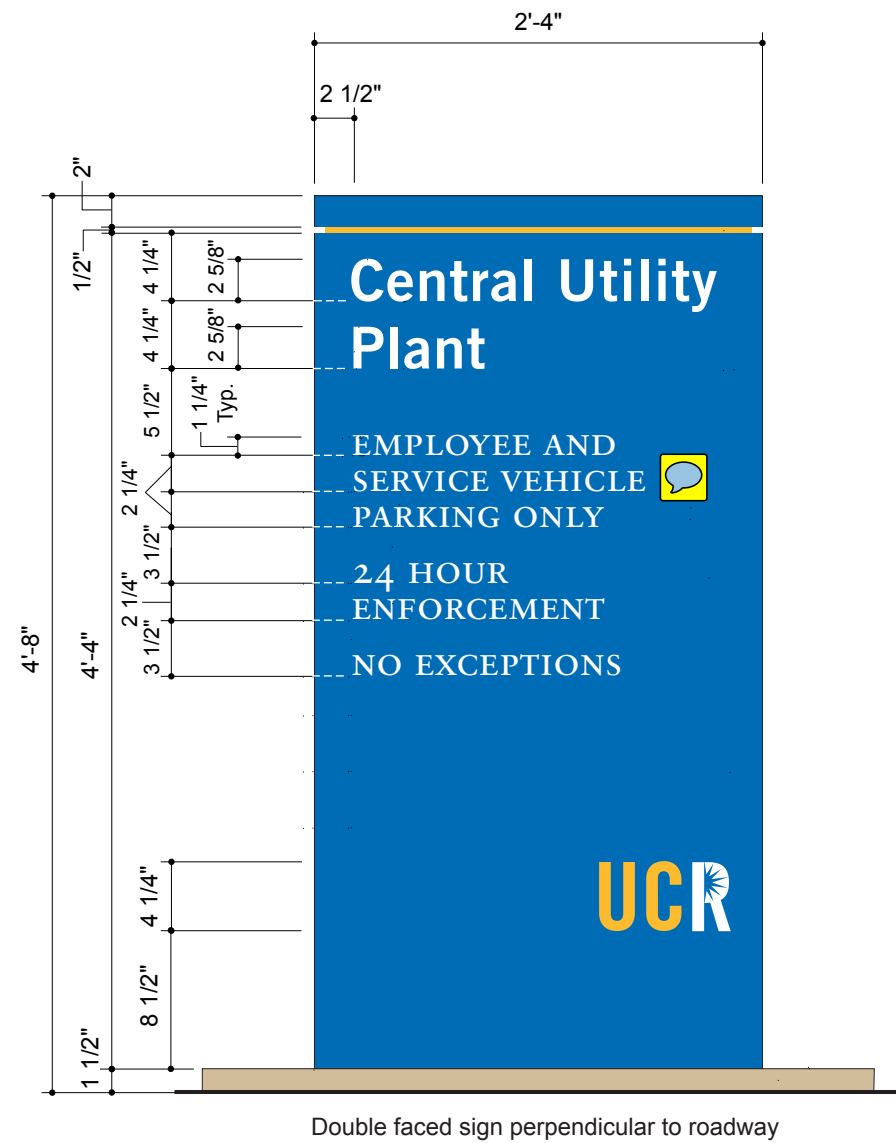 2'-4"
2 1/2"
2"
1/2"
4 1/4"
2 5/8"
4 1/4"
2 5/8"
5 1/2"
1 1/4"
Typ.
2 1/4"
3 1/2"
2 1/4"
3 1/2"
4'-8"
4'-4"
4 1/4"
8 1/2"
1 1/2"
Central Utility
Plant
EMPLOYEE AND
SERVICE VEHICLE
PARKING ONLY
24 HOUR
ENFORCEMENT
NO EXCEPTIONS
UCR
Double faced sign perpendicular to roadway